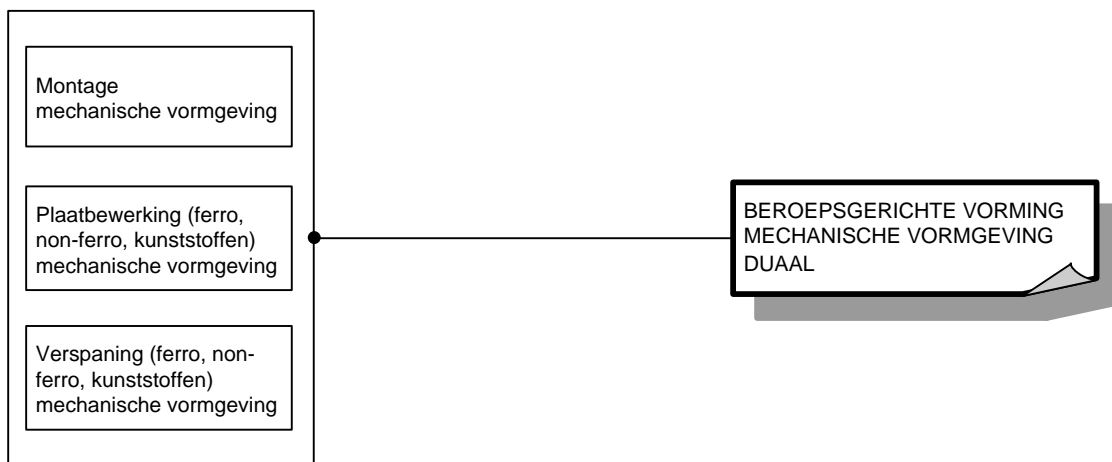 Montage
mechanische vormgeving
Plaatbewerking (ferro,
non-ferro, kunststoffen)
mechanische vormgeving
Verspaning (ferro, non-
ferro, kunststoffen)
mechanische vormgeving
BEROEPSGERICHTE VORMING
MECHANISCHE VORMGEVING
DUAAL